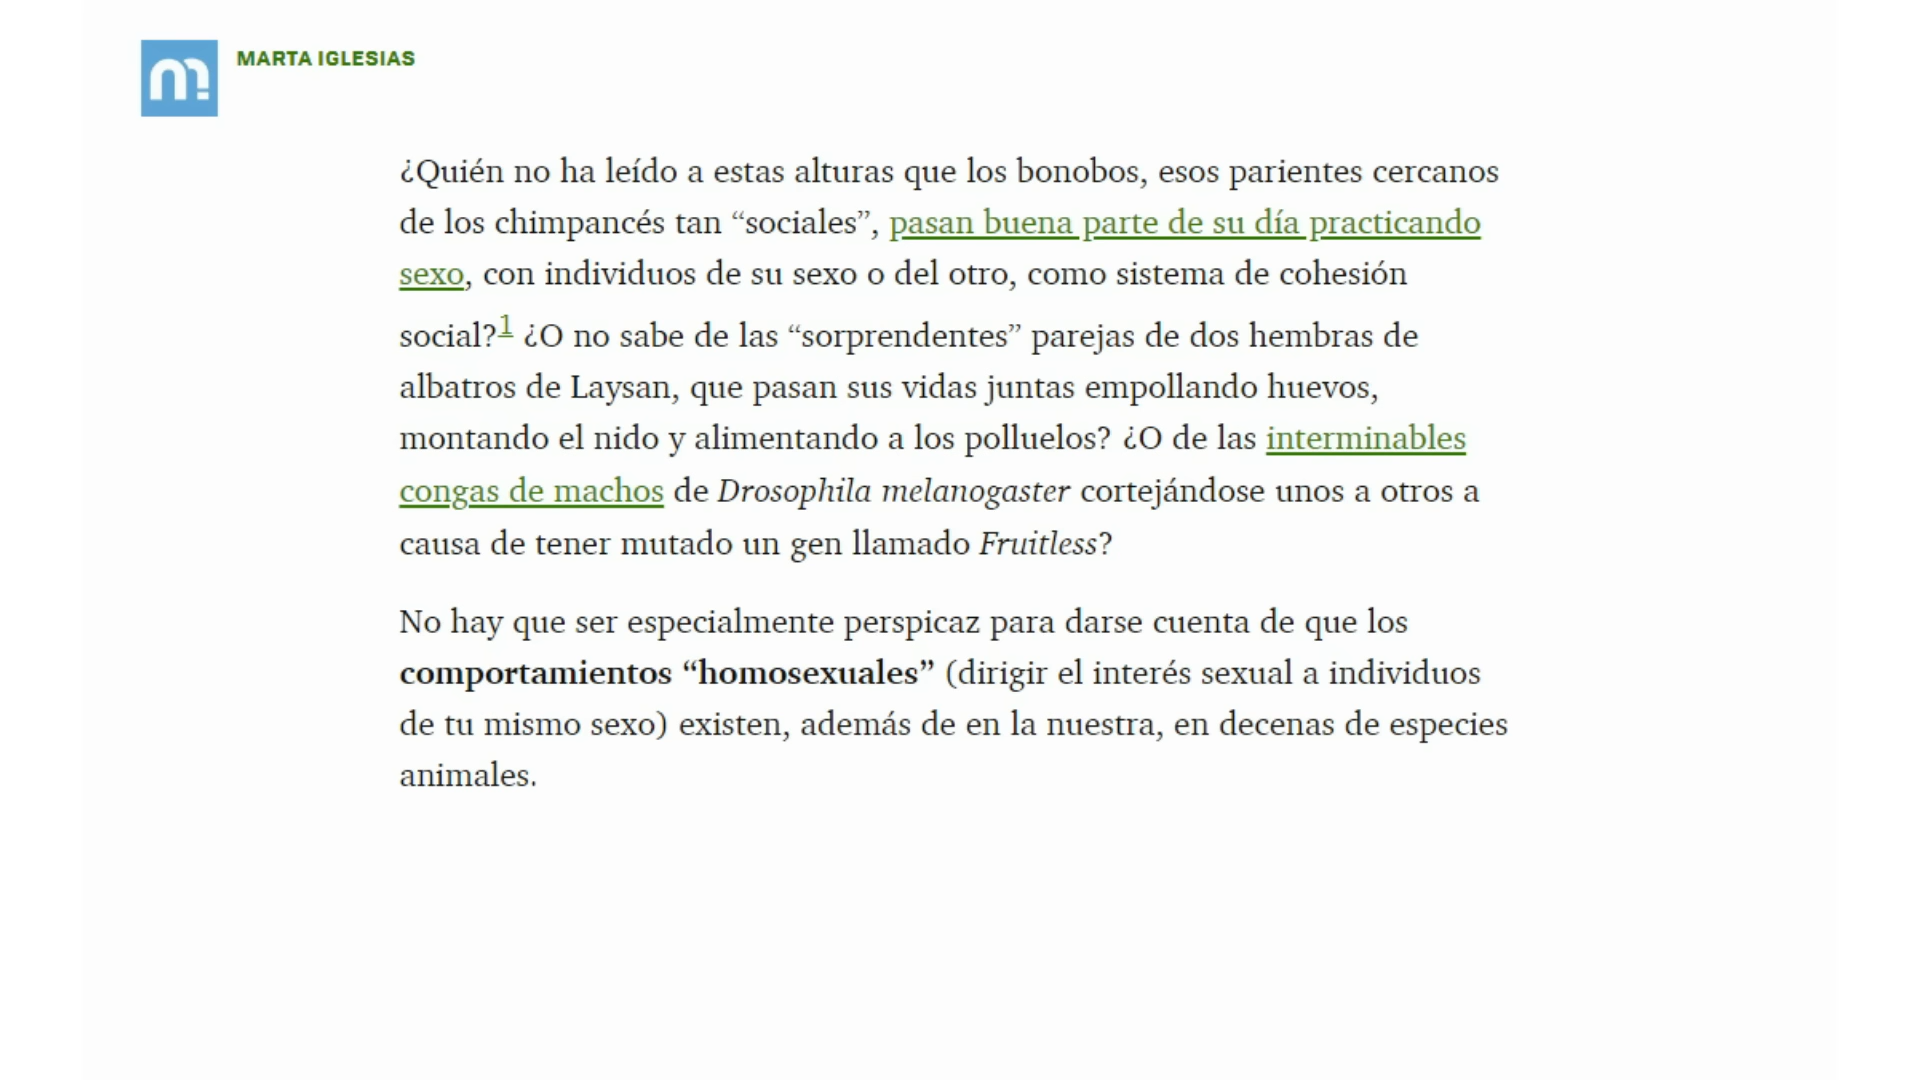 m!
MARTA IGLESIAS
¿Quién no ha leído a estas alturas que los bonobos, esos parientes cercanos
de los chimpancés tan “sociales”, pasan buena parte de su día practicando
sexo, con individuos de su sexo o del otro, como sistema de cohesión
social?1 ¿O no sabe de las “sorprendentes” parejas de dos hembras de
albatros de Laysan, que pasan sus vidas juntas empollando huevos,
montando el nido y alimentando a los polluelos? ¿O de las interminables
congas de machos de Drosophila melanogaster cortejándose unos a otros a
causa de tener mutado un gen llamado Fruitless?
No hay que ser especialmente perspicaz para darse cuenta de que los
comportamientos “homosexuales” (dirigir el interés sexual a individuos
de tu mismo sexo) existen, además de en la nuestra, en decenas de especies
animales.